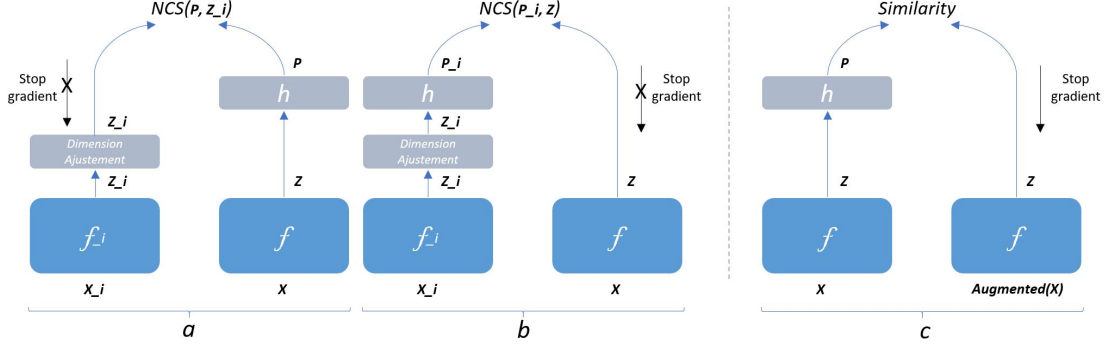 NCS(P, Z_i)
NCS(P_i, Z)
Similarity
P
P_i
P
Stop
gradient
X
h
h
X
Stop
gradient
h
Stop
gradient
Z_i
Z_i
Dimension
Ajustement
Dimension
Ajustement
Z_i
Z
Z_i
Z
Z
Z
f_i
f
f_i
f
f
f
X_i
X
X_i
X
X
Augmented(X)
a
b
c